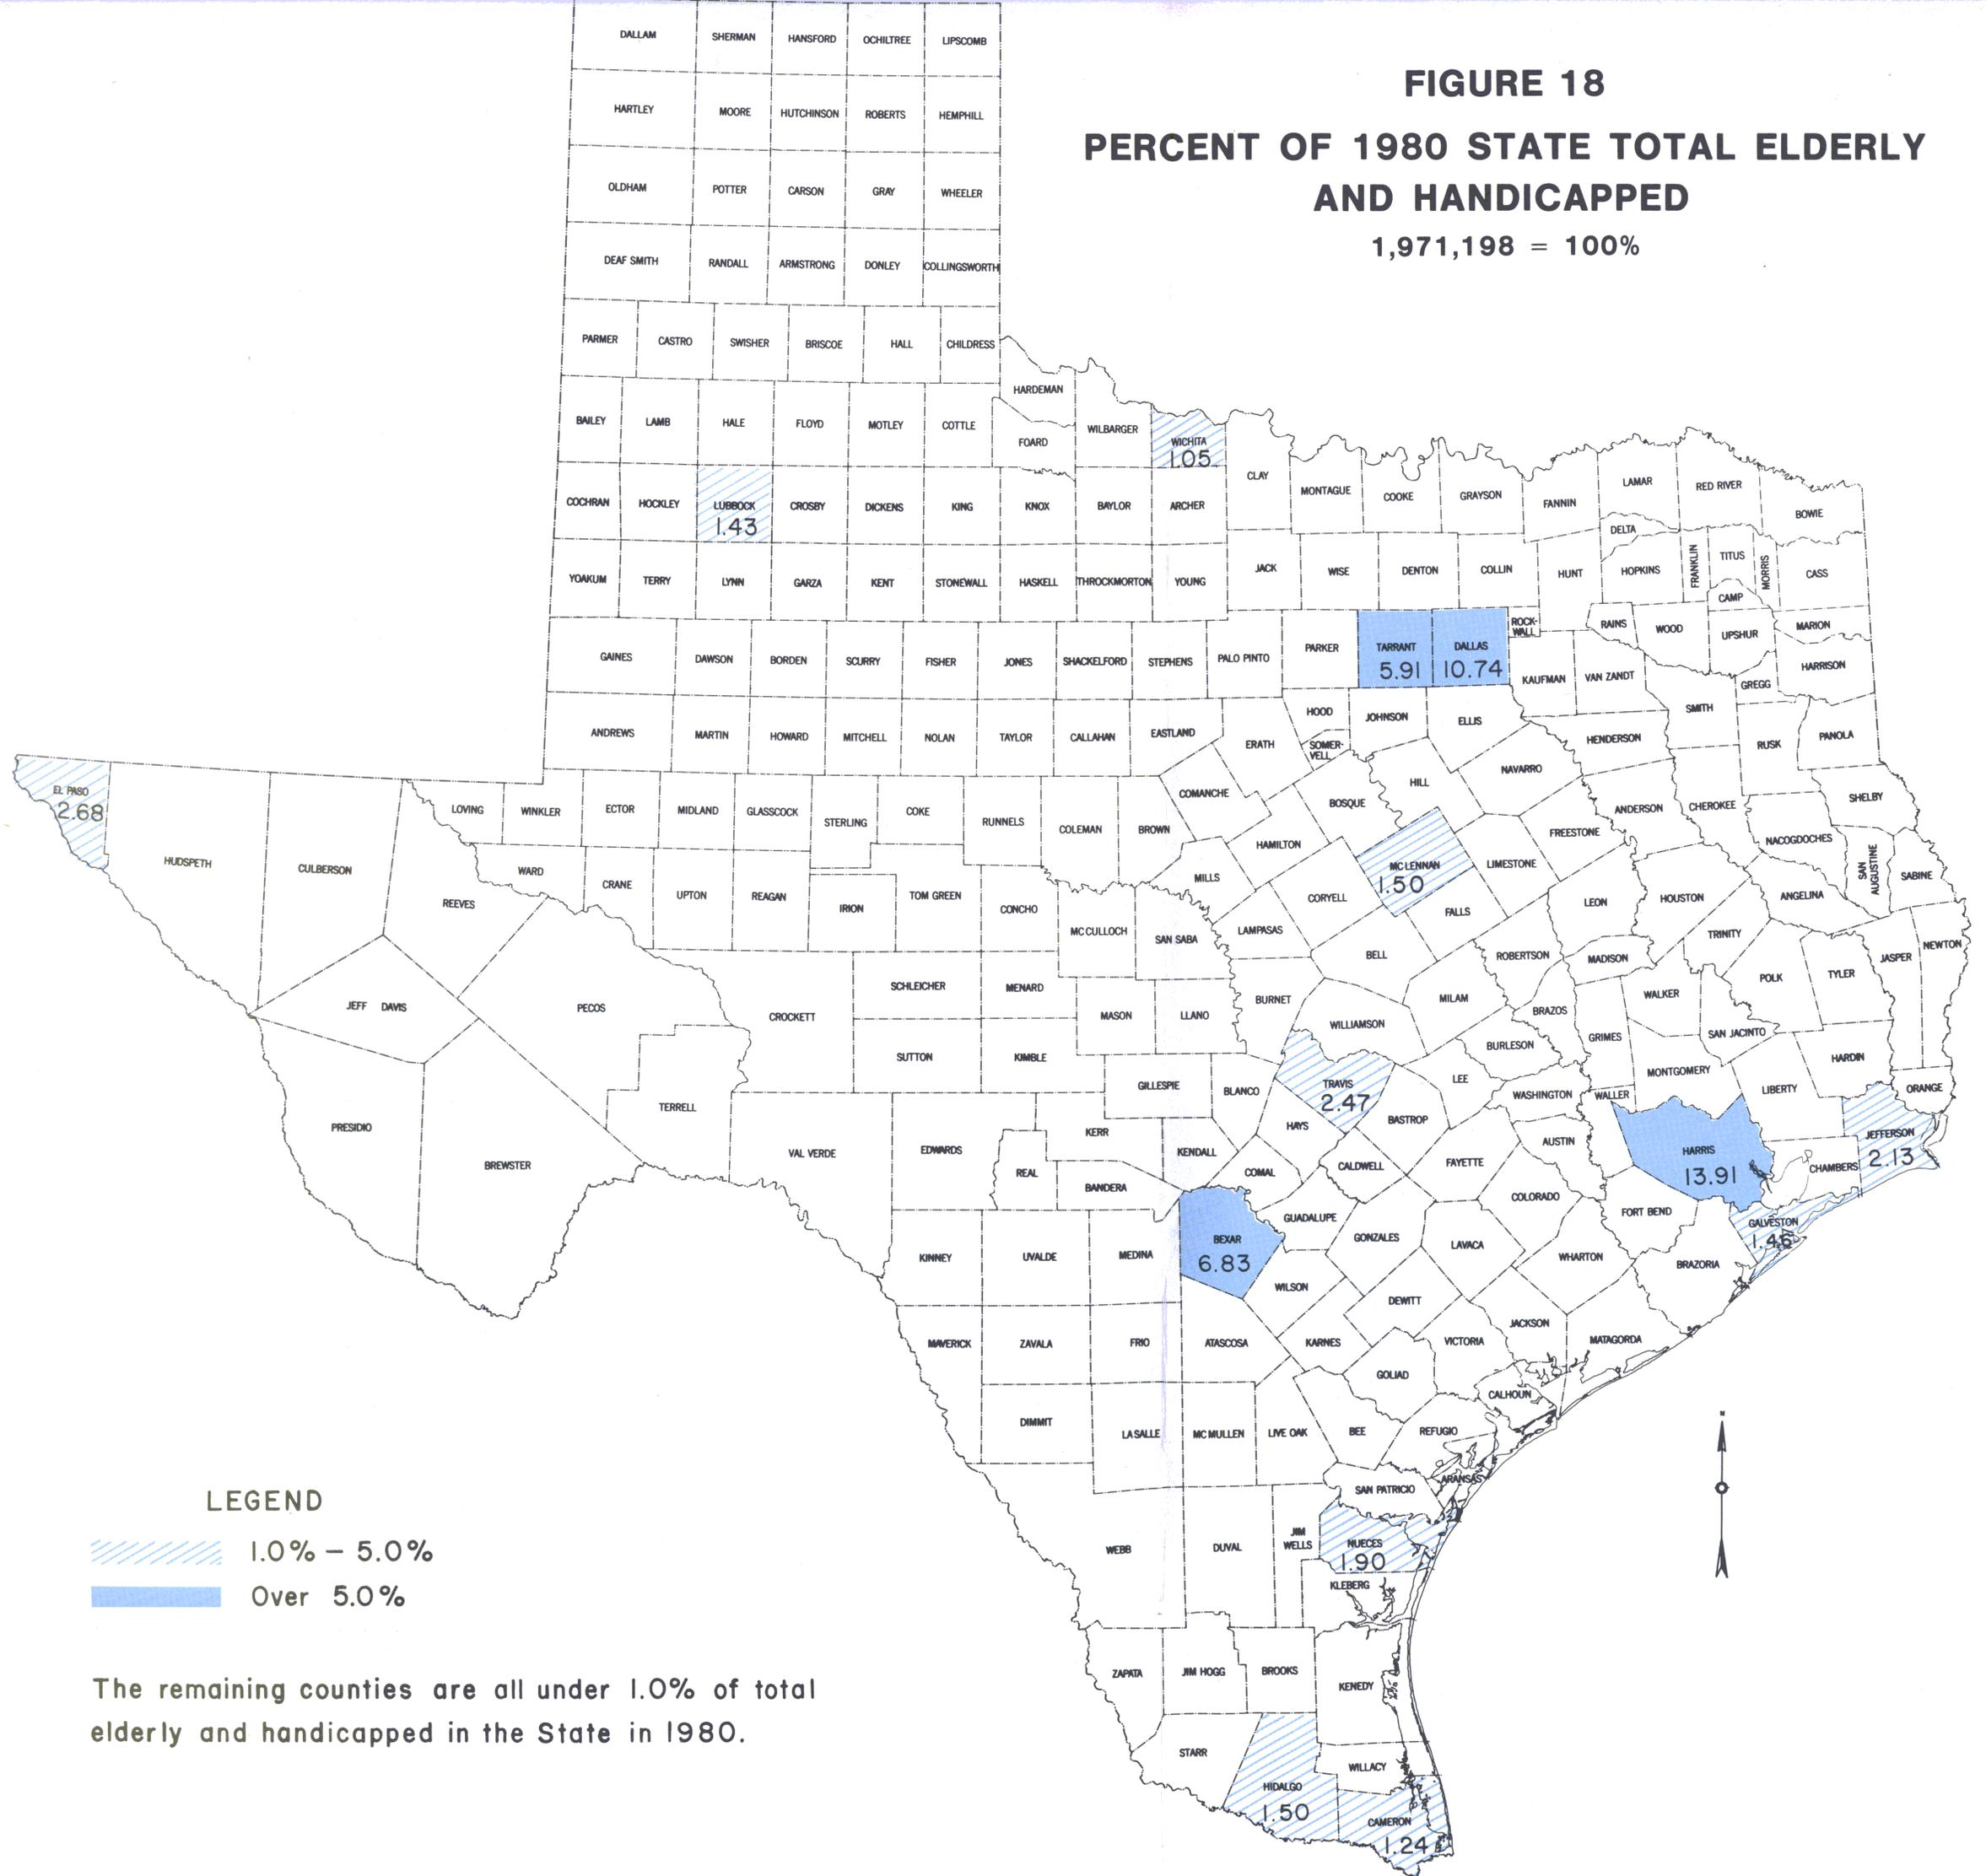 FIGURE 18
PERCENT OF 1980 STATE TOTAL ELDERLY
AND HANDICAPPED
1,971,198 = 100%
DALLAM SHERMAN HANSFORD OCHILTREE LIPSCOMB
HARTLEY MOORE HUTCHINSON ROBERTS HEMPHILL
OLDHAM POTTER CARSON GRAY WHEELER
DEAF SMITH RANDALL ARMSTRONG DONLEY COLLINGSWORTH
PARMER CASTRO SWISHER BRISCOE HALL CHILDRESS
HARDEMAN
BAILEY LAMB HALE FLOYD MOTLEY COTTLE FOARD WILBARGER WICHITA
1.05
CLAY MONTAGUE COOKE GRAYSON FANNIN LAMAR RED RIVER BOWIE
COCHRAN HOCKLEY LUBBOCK CROSBY DICKENS KING KNOX BAYLOR ARCHER
1.43
DELTA
YOAKUM TERRY LYNN GARZA KENT STONEWALL HASKELL THROCKMORTON YOUNG JACK WISE DENTON COLLIN HUNT HOPKINS FRANKLIN TITUS MORRIS CASS
CAMP
ROCK-
WALL
RAINS WOOD UPSHUR MARION
GAINES DAWSON BORDEN SCURRY FISHER JONES SHACKELFORD STEPHENS PALO PINTO PARKER TARRANT DALLAS
5.91 10.74
KAUFMAN VAN ZANDT GREGG HARRISON
ANDREWS MARTIN HOWARD MITCHELL NOLAN TAYLOR CALLAHAN EASTLAND ERATH HOOD JOHNSON ELLIS HENDERSON SMITH RUSK PANOLA
SOMER-
VELL
EL PASO
2.68
HUDSPETH CULBERSON
LOVING WINKLER ECTOR MIDLAND GLASSCOCK STERLING COKE RUNNELS COLEMAN BROWN COMANCHE BOSQUE HILL NAVARRO ANDERSON CHEROKEE SHELBY
HAMILTON FREESTONE NACOGDOCHES
REEVES WARD CRANE UPTON REAGAN IRION TOM GREEN CONCHO MILLS CORYELL MC LENNAN LIMESTONE
1.50
SAN
AUGUSTINE
SABINE
MC CULLOCH SAN SABA LAMPASAS FALLS LEON HOUSTON ANGELINA
BELL ROBERTSON MADISON TRINITY JASPER NEWTON
JEFF DAVIS PECOS CROCKETT SCHLEICHER MENARD MASON LLANO BURNET WILLIAMSON MILAM BRAZOS WALKER POLK TYLER
SUTTON KIMBLE BURLESON GRIMES SAN JACINTO HARDIN
PRESIDIO BREWSTER TERRELL GILLESPIE BLANCO TRAVIS LEE WASHINGTON WALLER MONTGOMERY LIBERTY ORANGE
2.47
VAL VERDE EDWARDS KERR KENDALL HAYS BASTROP AUSTIN HARRIS JEFFERSON
13.91 2.13
REAL BANDERA COMAL CALDWELL FAYETTE COLORADO CHAMBERS
KINNEY UVALDE MEDINA BEXAR GUADALUPE GONZALES LAVACA WHARTON FORT BEND GALVESTON
6.83 1.46
WILSON DEWITT BRAZORIA
MAVERICK ZAVALA FRIO ATASCOSA KARNES VICTORIA JACKSON MATAGORDA
GOLIAD CALHOUN
DIMMIT LA SALLE MC MULLEN LIVE OAK BEE REFUGIO
SAN PATRICIO ARANSAS
WEBB DUVAL JIM
WELLS
NUECES
1.90
KLEBERG
ZAPATA JIM HOGG BROOKS KENEDY
STARR HIDALGO WILLACY
1.50
CAMERON
1.24
N
LEGEND
1.0% – 5.0%
Over 5.0%
The remaining counties are all under 1.0% of total
elderly and handicapped in the State in 1980.